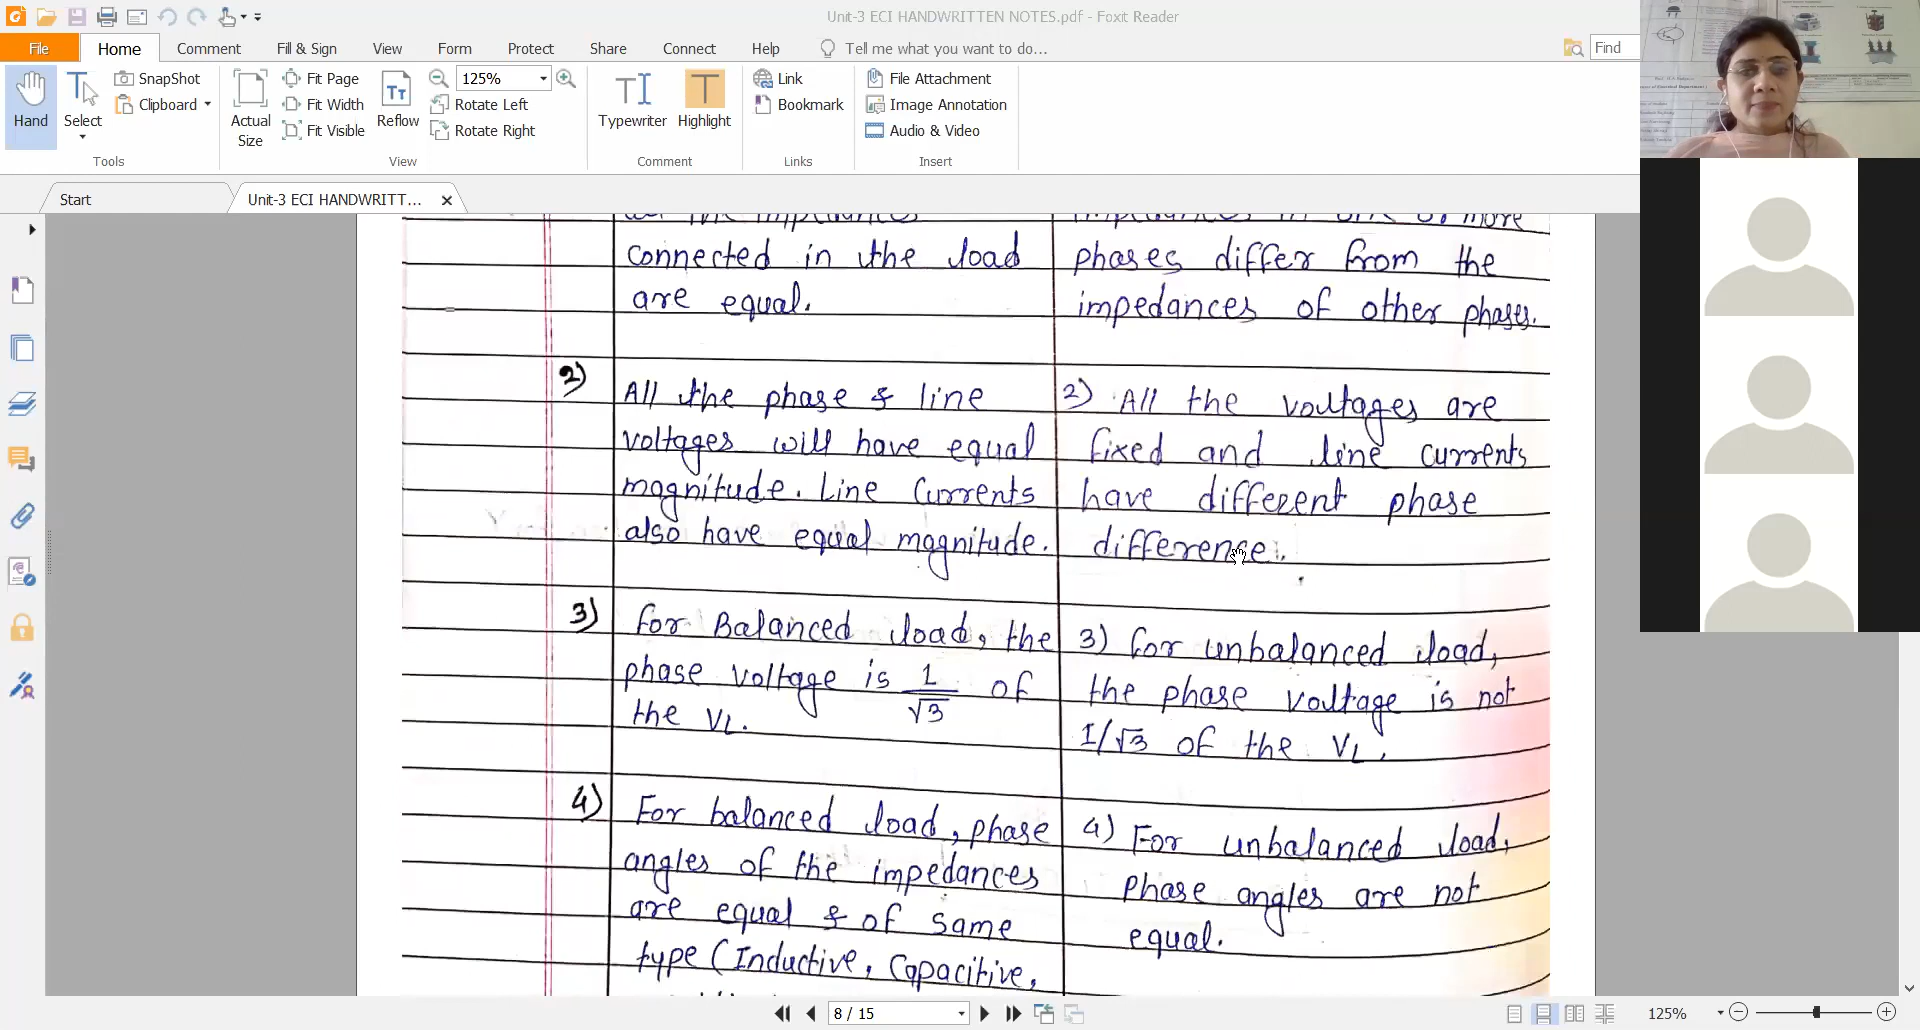 Unit-3 ECI HANDWRITTEN NOTES.pdf - Foxit Reader
File Home Comment Fill & Sign View Form Protect Share Connect Help Tell me what you want to do... Find
Hand
Select
SnapShot
Clipboard
Tools
Actual Size
Fit Page
Fit Width
Fit Visible
Reflow
125%
Rotate Left
Rotate Right
View
Typewriter
Highlight
Comment
Link
Bookmark
Links
File Attachment
Image Annotation
Audio & Video
Insert
Start
Unit-3 ECI HANDWRITT...
connected in the load
are equal.
more
phases differ from the
impedances of other phases.
2) All the phase & line
voltages will have equal
magnitude. Line Currents
also have equal magnitude.
2) All the voltages are
fixed and line currents
have different phase
difference.
3) For Balanced load, the
phase voltage is 1/√3 of
the VL.
3) For unbalanced load,
the phase voltage is not
1/√3 of the VL.
4) For balanced load, phase
angles of the impedances
are equal & of same
type (Inductive, Capacitive,
4) For unbalanced load,
phase angles are not
equal.
8 / 15
125%